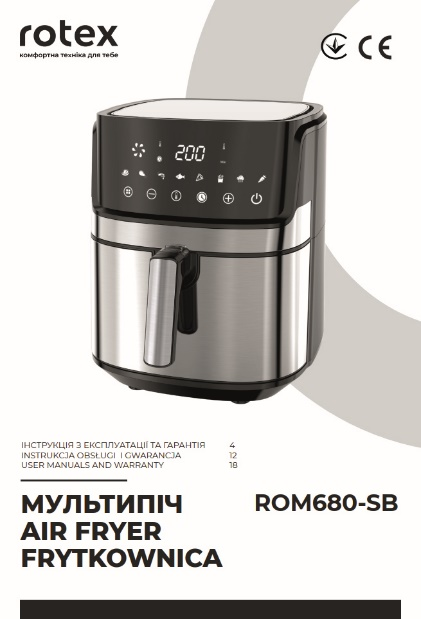 rotex
комфортна техніка для тебе
CE
200
ІНСТРУКЦІЯ З ЕКСПЛУАТАЦІЇ ТА ГАРАНТІЯ 4
INSTRUKCJA OBSŁUGI I GWARANCJA 12
USER MANUALS AND WARRANTY 18
МУЛЬТИПІЧ ROM680-SB
AIR FRYER
FRYTKOWNICA